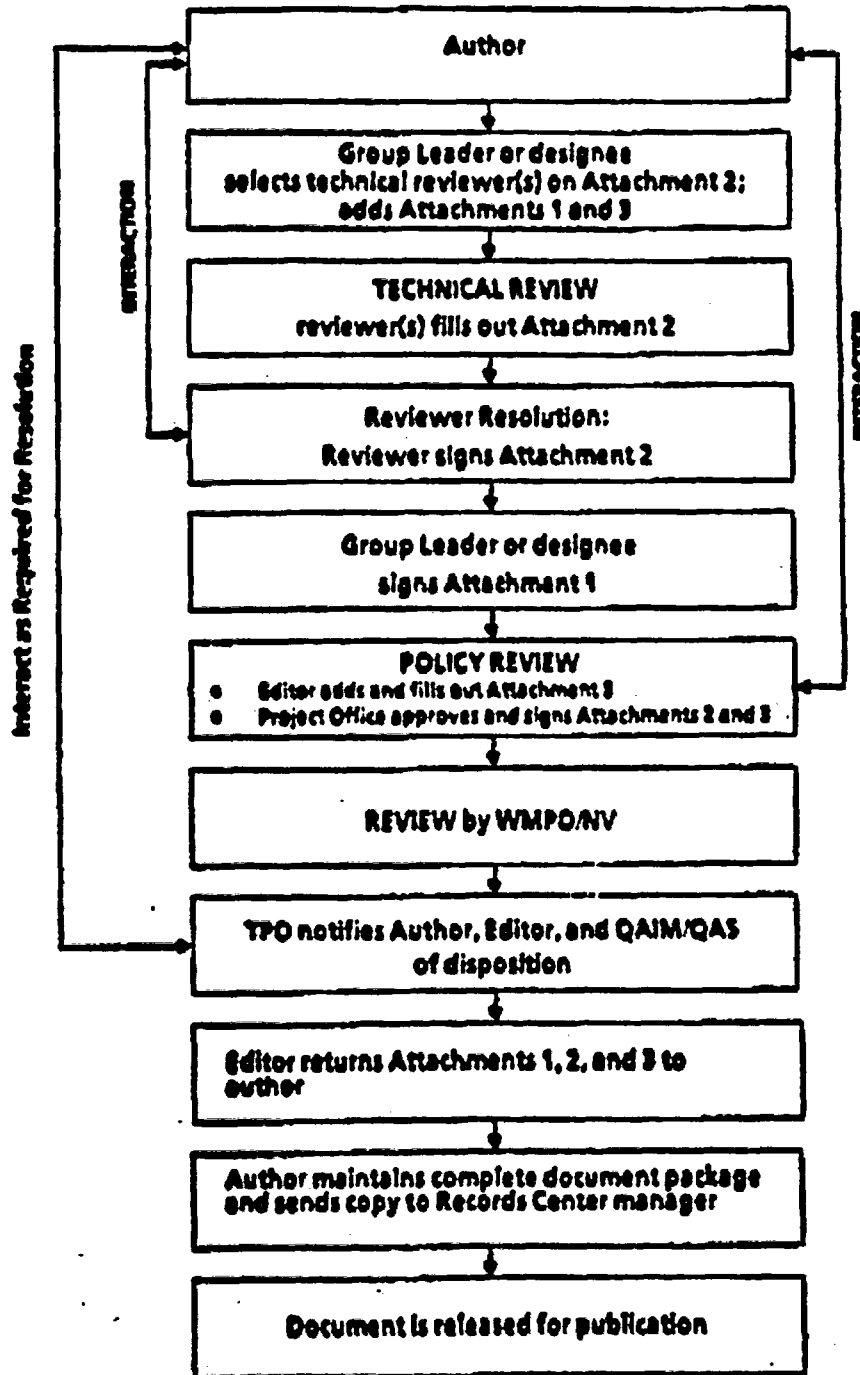 Author
Group Leader or designee
selects technical reviewer(s) on Attachment 2;
adds Attachments 1 and 3
TECHNICAL REVIEW
reviewer(s) fills out Attachment 2
Reviewer Resolution:
Reviewer signs Attachment 2
Group Leader or designee
signs Attachment 1
POLICY REVIEW
• Editor adds and fills out Attachment 3
• Project Office approves and signs Attachments 2 and 3
REVIEW by WMPO/NV
TPO notifies Author, Editor, and QAIM/QAS
of disposition
Editor returns Attachments 1, 2, and 3 to
author
Author maintains complete document package
and sends copy to Records Center manager
Document is released for publication
Interact as Required for Resolution
INTERACTION
INTERACTION